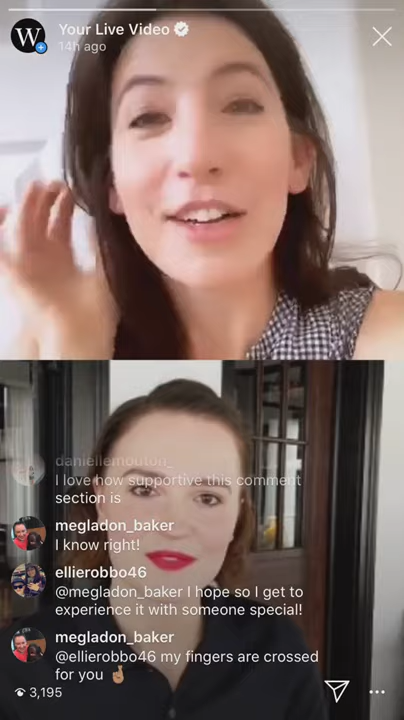 W
Your Live Video
14h ago
daniellemouton_
I love how supportive this comment
section is
megladon_baker
I know right!
ellierobbo46
@megladon_baker I hope so I get to
experience it with someone special!
megladon_baker
@ellierobbo46 my fingers are crossed
for you 🤞
3,195